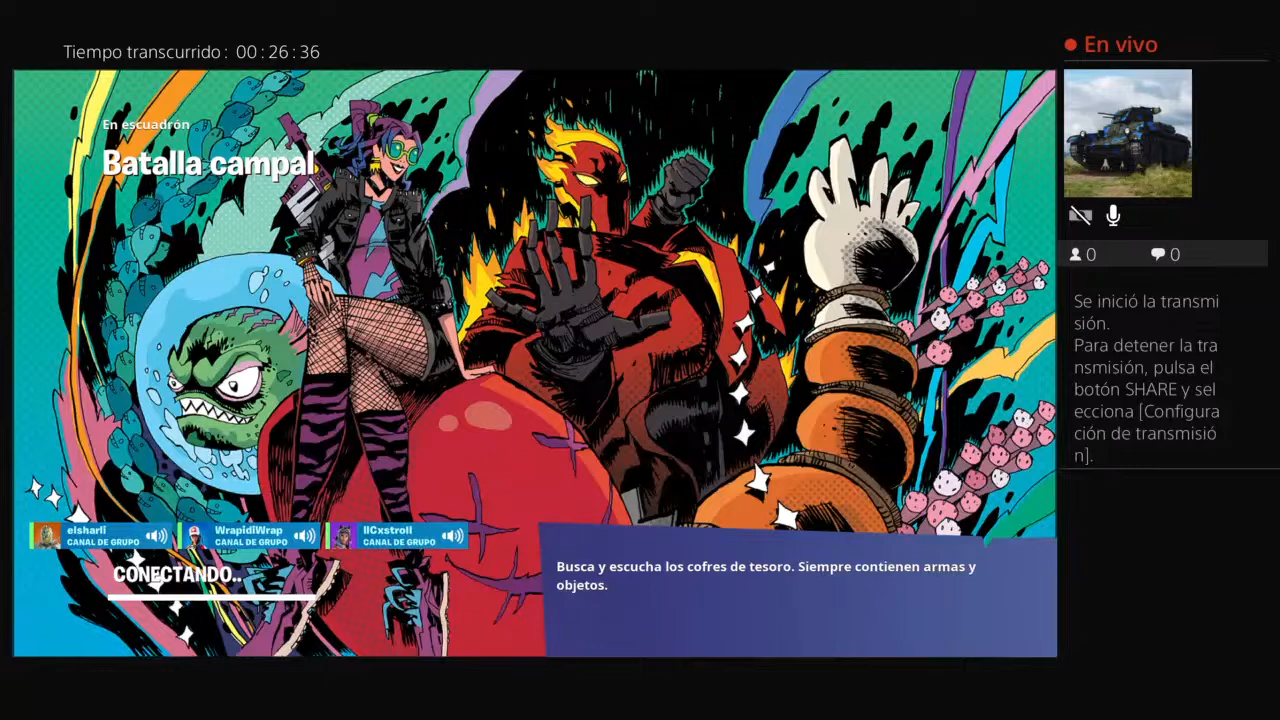 Tiempo transcurrido: 00:26:36
En vivo
En escuadrón
Batalla campal
0 0
Se inició la transmi
sión.
Para detener la tra
nsmisión, pulsa el
botón SHARE y sel
ecciona [Configura
ción de transmisió
n].
elsharli WrapidiWrap llCxstroll
CANAL DE GRUPO CANAL DE GRUPO CANAL DE GRUPO
CONECTANDO..
Busca y escucha los cofres de tesoro. Siempre contienen armas y
objetos.